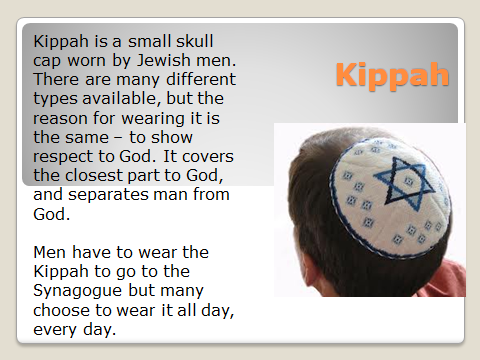 Kippah is a small skull
cap worn by Jewish men.
There are many different
types available, but the
reason for wearing it is
the same – to show
respect to God. It covers
the closest part to God,
and separates man from
God.
Men have to wear the
Kippah to go to the
Synagogue but many
choose to wear it all day,
every day.
Kippah